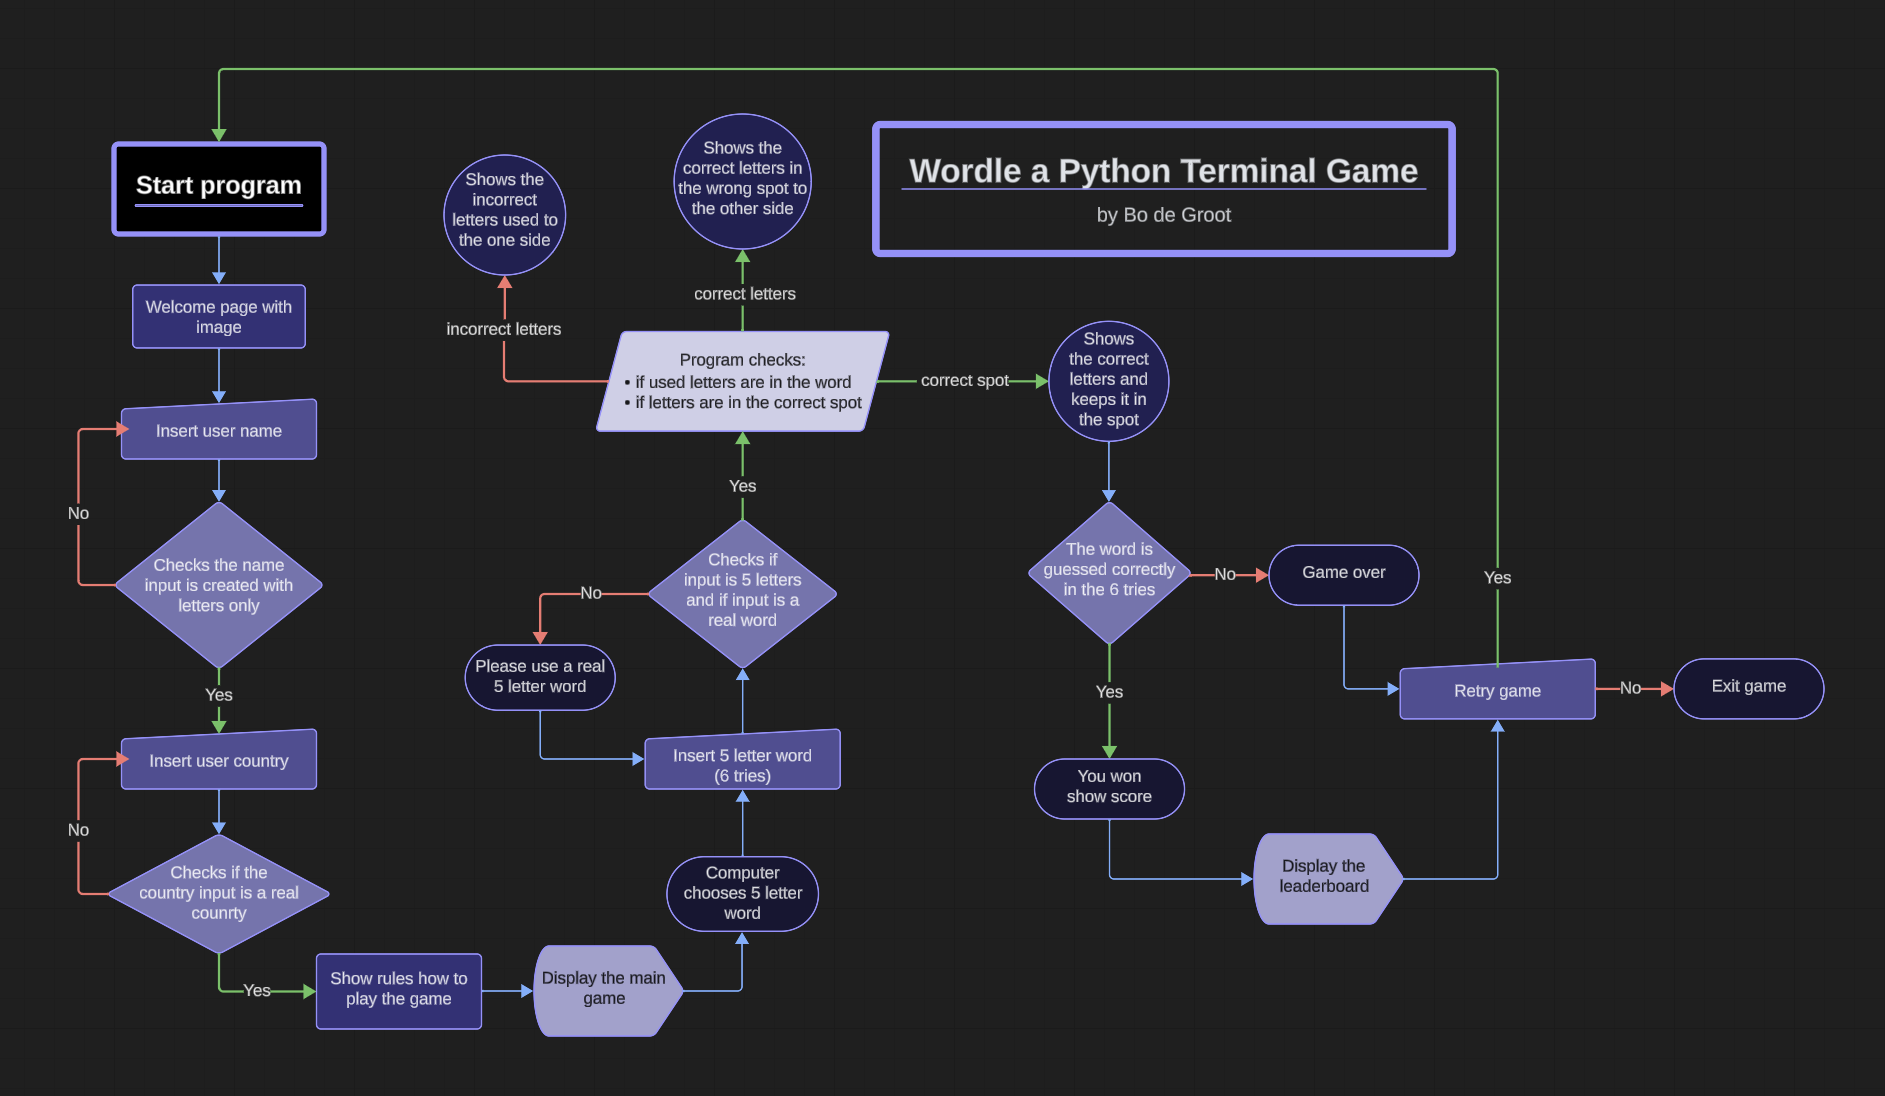 Wordle a Python Terminal Game
by Bo de Groot
Start program
Welcome page with
image
Insert user name
No
Checks the name
input is created with
letters only
Yes
Insert user country
No
Checks if the
country input is a real
counrty
Yes
Show rules how to
play the game
Display the main
game
Computer
chooses 5 letter
word
Insert 5 letter word
(6 tries)
Checks if
input is 5 letters
and if input is a
real word
No
Please use a real
5 letter word
Yes
Program checks:
• if used letters are in the word
• if letters are in the correct spot
incorrect letters
Shows the
incorrect
letters used to
the one side
correct letters
Shows the
correct letters in
the wrong spot to
the other side
correct spot
Shows
the correct
letters and
keeps it in
the spot
The word is
guessed correctly
in the 6 tries
No
Game over
Yes
You won
show score
Display the
leaderboard
Retry game
Yes
No
Exit game